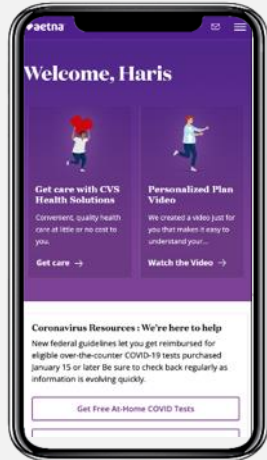 ♥aetna
Welcome, Haris
Get care with CVS
Health Solutions
Convenient, quality health
care at little or no cost to
you.
Get care →
Personalized Plan
Video
We created a video just for
you that makes it easy to
understand your...
Watch the Video →
Coronavirus Resources : We're here to help
New federal guidelines let you get reimbursed for
eligible over-the-counter COVID-19 tests purchased
January 15 or later Be sure to check back regularly as
information is evolving quickly.
Get Free At-Home COVID Tests